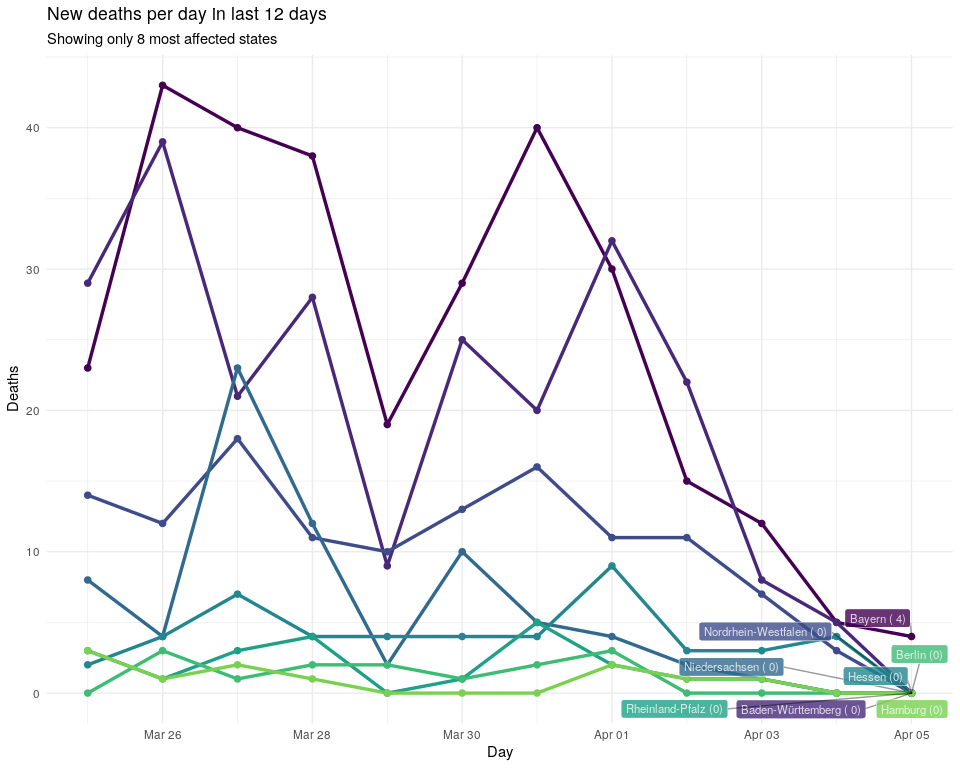 New deaths per day in last 12 days
Showing only 8 most affected states
Deaths
40
30
20
10
0
Bayern ( 4)
Nordrhein-Westfalen ( 0)
Berlin (0)
Niedersachsen ( 0)
Hessen (0)
Rheinland-Pfalz (0)
Baden-Württemberg ( 0)
Hamburg (0)
Mar 26
Mar 28
Mar 30
Apr 01
Apr 03
Apr 05
Day